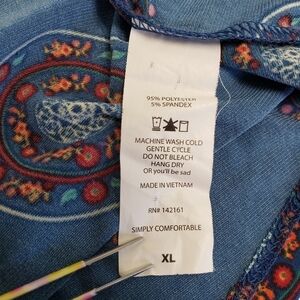 95% POLYESTER
5% SPANDEX
MACHINE WASH COLD
GENTLE CYCLE
DO NOT BLEACH
HANG DRY
OR you'll be sad
MADE IN VIETNAM
RN# 142161
SIMPLY COMFORTABLE
XL